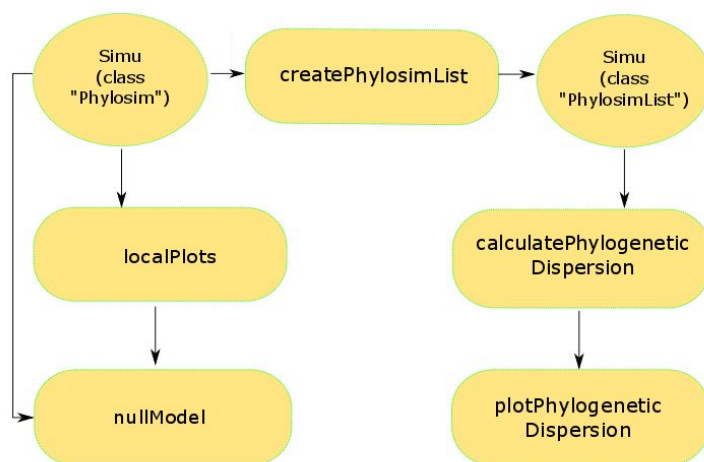 Simu
(class
"Phylosim")
createPhylosimList
Simu
(class
"PhylosimList")
localPlots
calculatePhylogenetic
Dispersion
nullModel
plotPhylogenetic
Dispersion